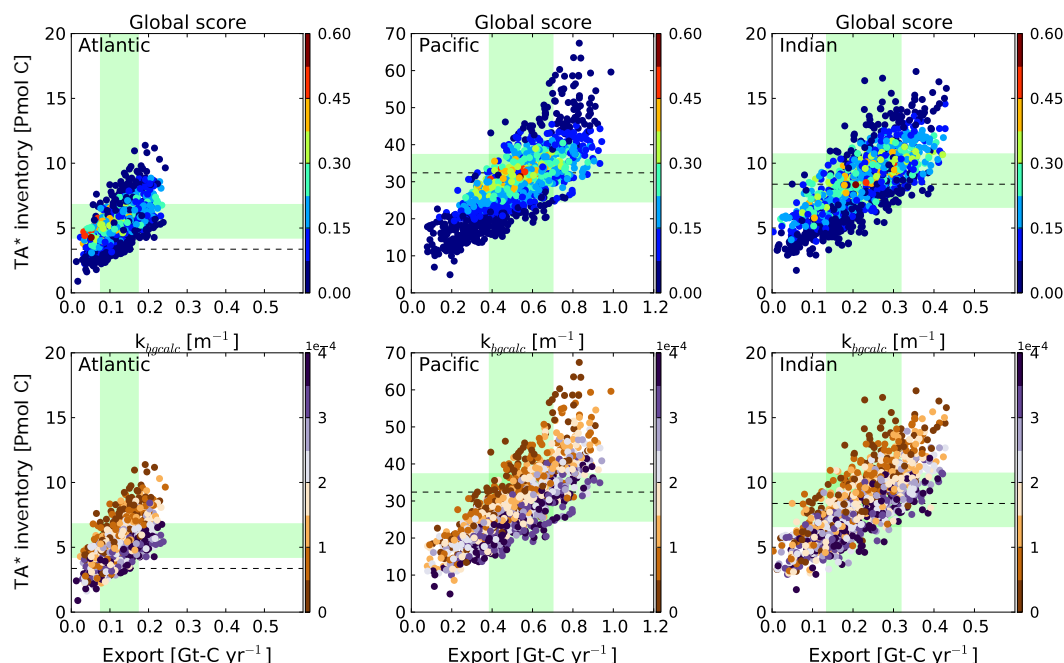 Global score Global score Global score
TA* inventory [Pmol C]
Atlantic Pacific Indian
20 15 10 5 0
0.60 0.45 0.30 0.15 0.00
70 60 50 40 30 20 10 0
0.60 0.45 0.30 0.15 0.00
20 15 10 5 0
0.60 0.45 0.30 0.15 0.00
0.0 0.1 0.2 0.3 0.4 0.5
0.0 0.2 0.4 0.6 0.8 1.0 1.2
0.0 0.1 0.2 0.3 0.4 0.5
k_bgcalc [m⁻¹] k_bgcalc [m⁻¹] k_bgcalc [m⁻¹]
1e−4 1e−4 1e−4
TA* inventory [Pmol C]
Atlantic Pacific Indian
20 15 10 5 0
4 3 2 1 0
70 60 50 40 30 20 10 0
4 3 2 1 0
20 15 10 5 0
4 3 2 1 0
0.0 0.1 0.2 0.3 0.4 0.5
0.0 0.2 0.4 0.6 0.8 1.0 1.2
0.0 0.1 0.2 0.3 0.4 0.5
Export [Gt-C yr⁻¹] Export [Gt-C yr⁻¹] Export [Gt-C yr⁻¹]